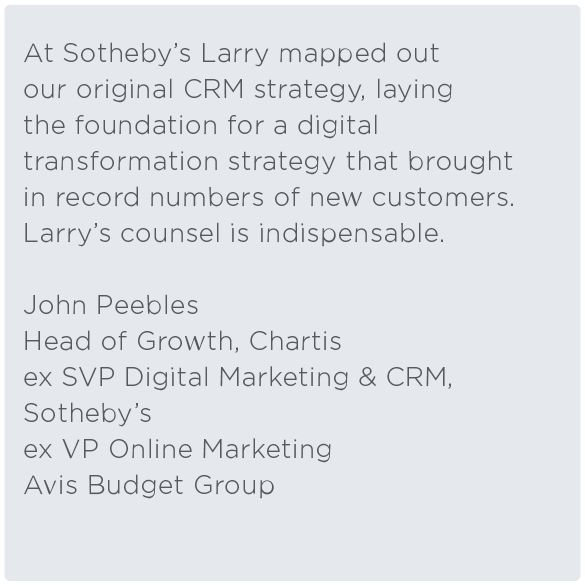 At Sotheby’s Larry mapped out
our original CRM strategy, laying
the foundation for a digital
transformation strategy that brought
in record numbers of new customers.
Larry’s counsel is indispensable.
John Peebles
Head of Growth, Chartis
ex SVP Digital Marketing & CRM,
Sotheby’s
ex VP Online Marketing
Avis Budget Group